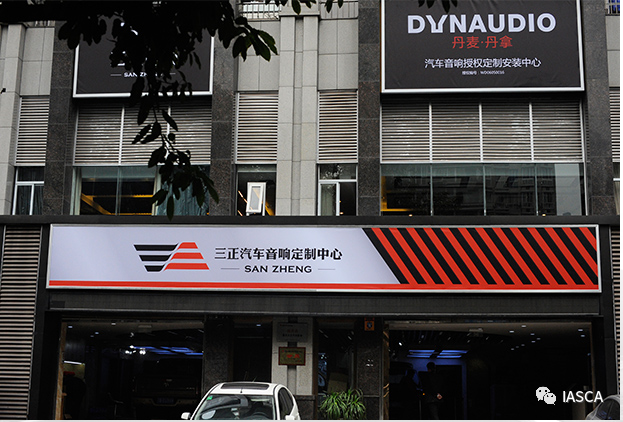 DYNAUDIO
丹麦·丹拿
汽车音响授权定制安装中心
SAN ZHENG
三正汽车音响定制中心
SAN ZHENG
IASCA